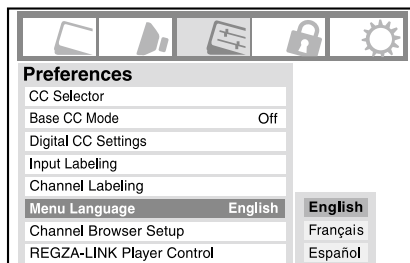 Preferences
CC Selector
Base CC Mode Off
Digital CC Settings
Input Labeling
Channel Labeling
Menu Language English English
Channel Browser Setup Français
REGZA-LINK Player Control Español